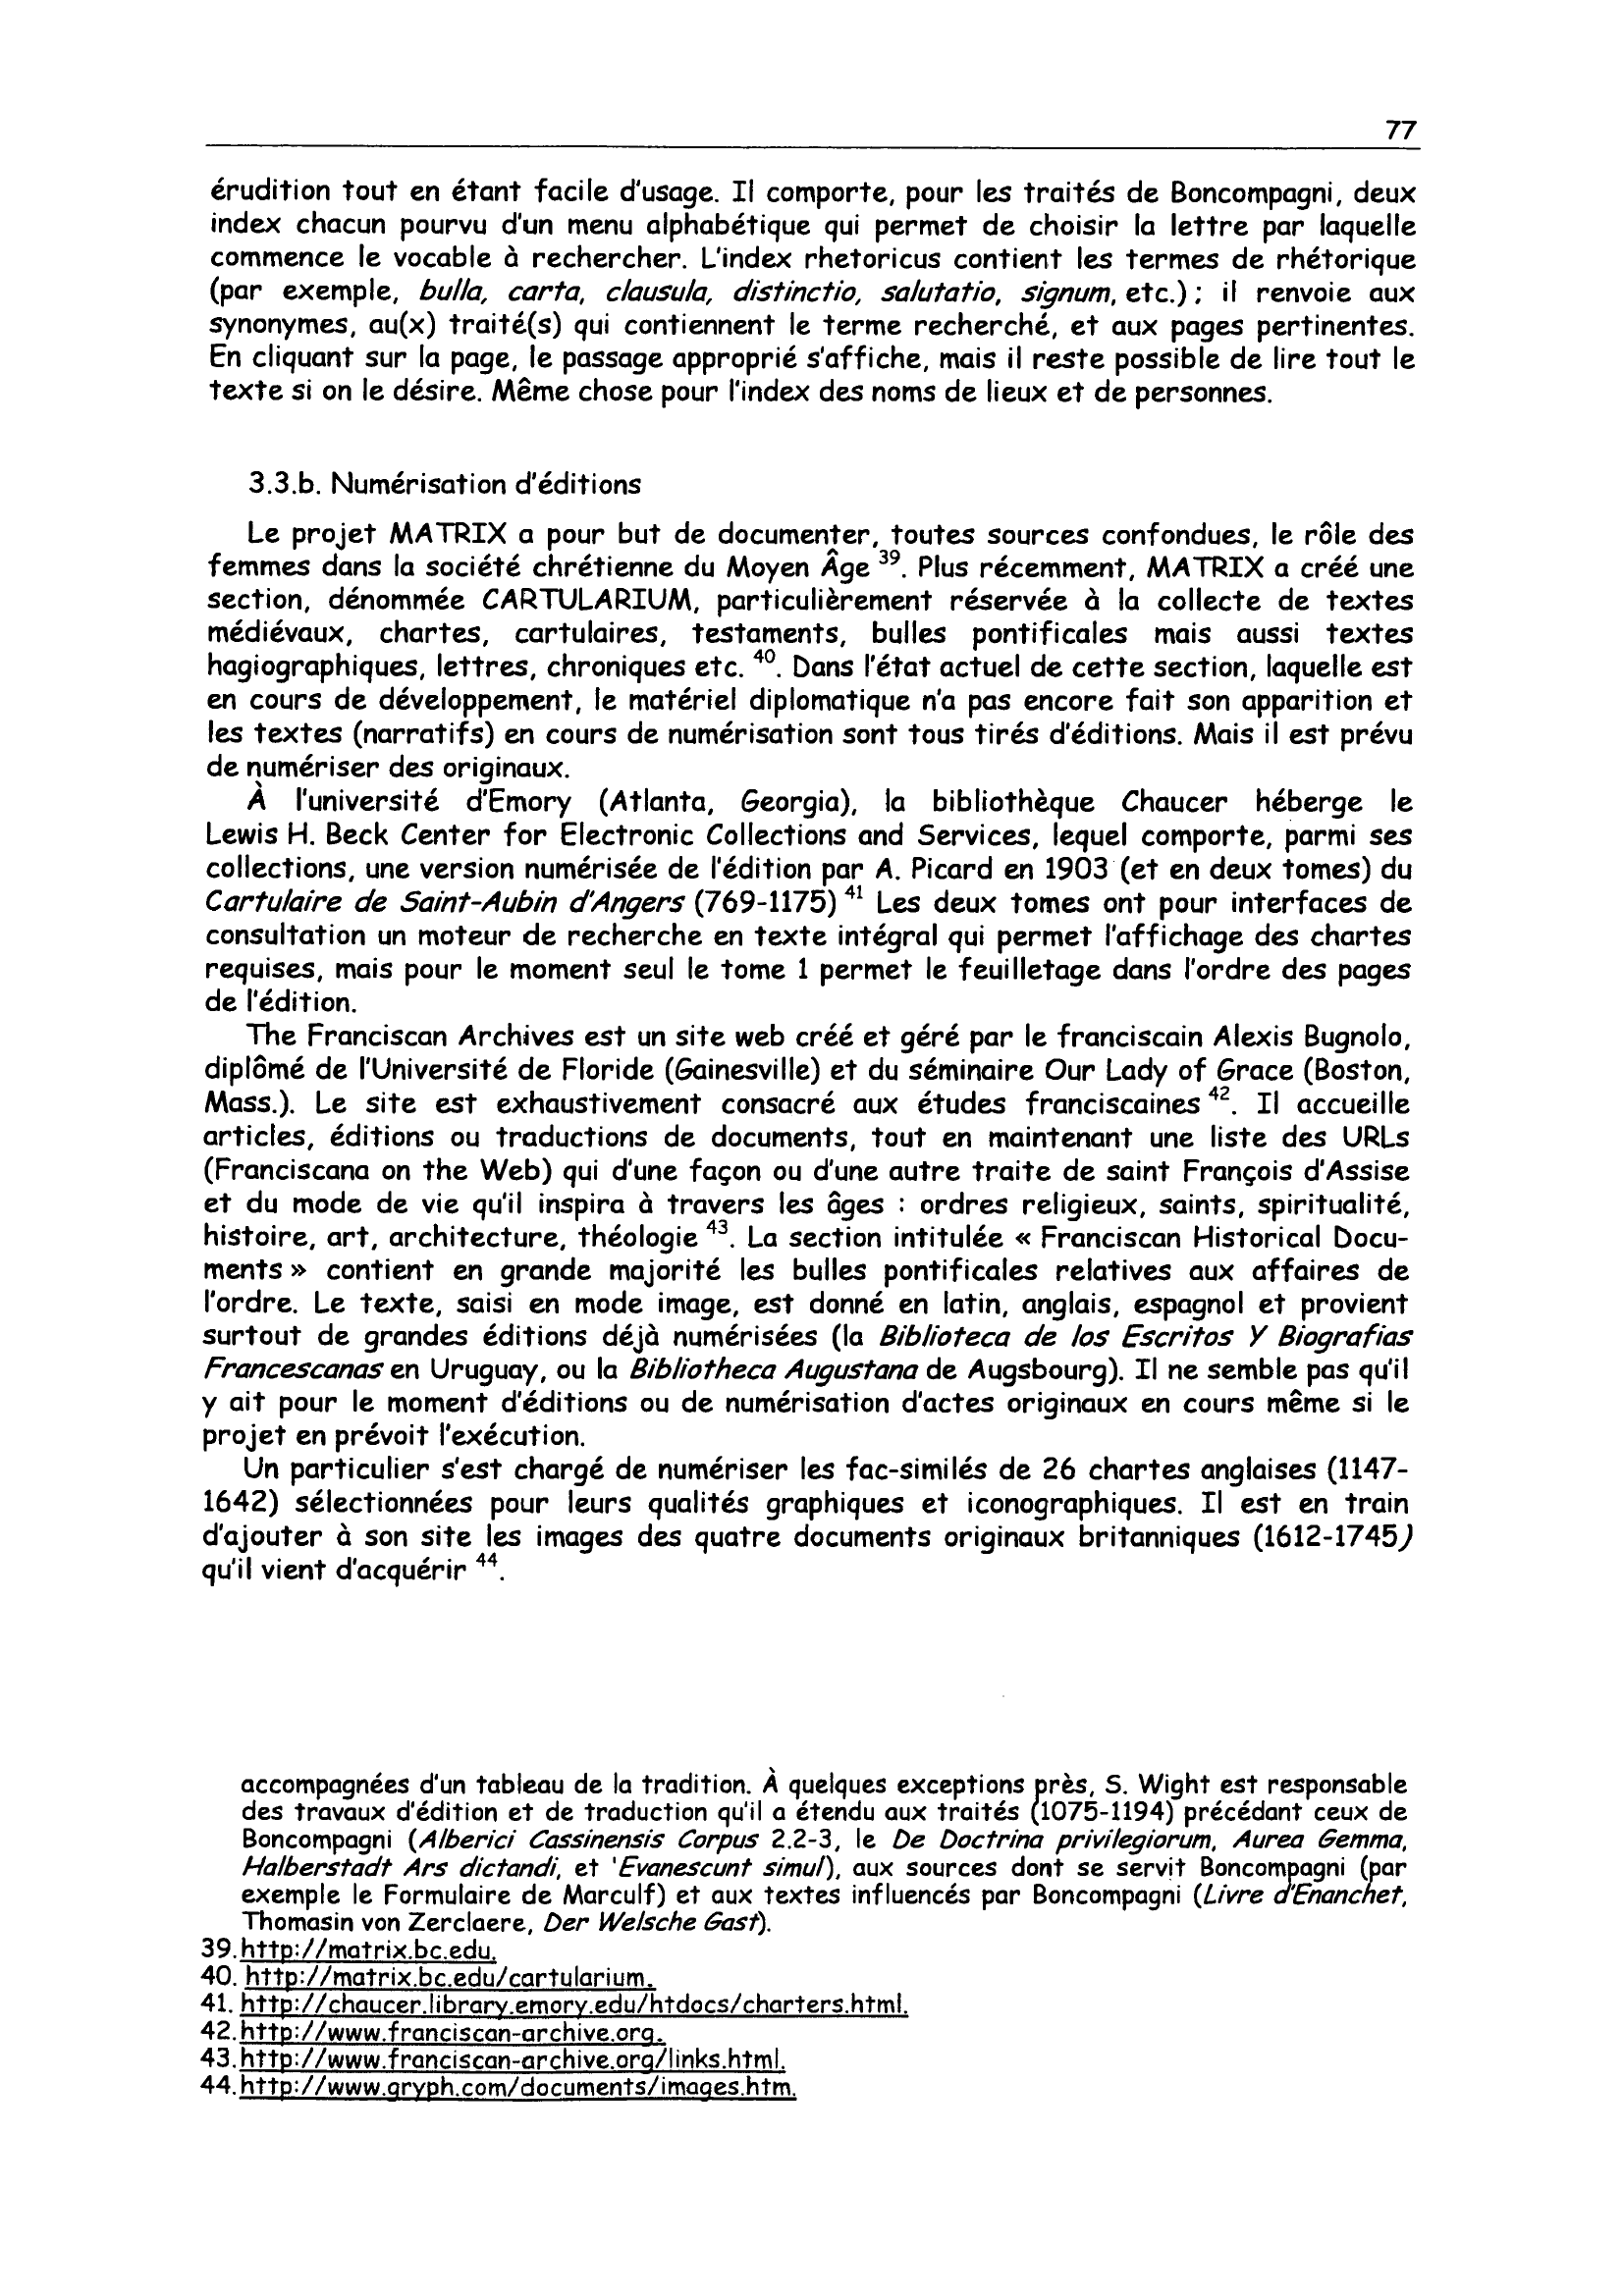 77
érudition tout en étant facile d'usage. Il comporte, pour les traités de Boncompagni, deux
index chacun pourvu d'un menu alphabétique qui permet de choisir la lettre par laquelle
commence le vocable à rechercher. L'index rhetoricus contient les termes de rhétorique
(par exemple, bulla, carta, clausula, distinctio, salutatio, signum, etc.) ; il renvoie aux
synonymes, au(x) traité(s) qui contiennent le terme recherché, et aux pages pertinentes.
En cliquant sur la page, le passage approprié s'affiche, mais il reste possible de lire tout le
texte si on le désire. Même chose pour l'index des noms de lieux et de personnes.
3.3.b. Numérisation d'éditions
Le projet MATRIX a pour but de documenter, toutes sources confondues, le rôle des
femmes dans la société chrétienne du Moyen Âge 39. Plus récemment, MATRIX a créé une
section, dénommée CARTULARIUM, particulièrement réservée à la collecte de textes
médiévaux, chartes, cartulaires, testaments, bulles pontificales mais aussi textes
hagiographiques, lettres, chroniques etc. 40. Dans l'état actuel de cette section, laquelle est
en cours de développement, le matériel diplomatique n'a pas encore fait son apparition et
les textes (narratifs) en cours de numérisation sont tous tirés d'éditions. Mais il est prévu
de numériser des originaux.
À l'université d'Emory (Atlanta, Georgia), la bibliothèque Chaucer héberge le
Lewis H. Beck Center for Electronic Collections and Services, lequel comporte, parmi ses
collections, une version numérisée de l'édition par A. Picard en 1903 (et en deux tomes) du
Cartulaire de Saint-Aubin d'Angers (769-1175) 41 Les deux tomes ont pour interfaces de
consultation un moteur de recherche en texte intégral qui permet l'affichage des chartes
requises, mais pour le moment seul le tome 1 permet le feuilletage dans l'ordre des pages
de l'édition.
The Franciscan Archives est un site web créé et géré par le franciscain Alexis Bugnolo,
diplômé de l'Université de Floride (Gainesville) et du séminaire Our Lady of Grace (Boston,
Mass.). Le site est exhaustivement consacré aux études franciscaines 42. Il accueille
articles, éditions ou traductions de documents, tout en maintenant une liste des URLs
(Franciscana on the Web) qui d'une façon ou d'une autre traite de saint François d'Assise
et du mode de vie qu'il inspira à travers les âges : ordres religieux, saints, spiritualité,
histoire, art, architecture, théologie 43. La section intitulée « Franciscan Historical Docu-
ments » contient en grande majorité les bulles pontificales relatives aux affaires de
l'ordre. Le texte, saisi en mode image, est donné en latin, anglais, espagnol et provient
surtout de grandes éditions déjà numérisées (la Biblioteca de los Escritos Y Biografias
Francescanas en Uruguay, ou la Bibliotheca Augustana de Augsbourg). Il ne semble pas qu'il
y ait pour le moment d'éditions ou de numérisation d'actes originaux en cours même si le
projet en prévoit l'exécution.
Un particulier s'est chargé de numériser les fac-similés de 26 chartes anglaises (1147-
1642) sélectionnées pour leurs qualités graphiques et iconographiques. Il est en train
d'ajouter à son site les images des quatre documents originaux britanniques (1612-1745)
qu'il vient d'acquérir 44.
accompagnées d'un tableau de la tradition. À quelques exceptions près, S. Wight est responsable
des travaux d'édition et de traduction qu'il a étendu aux traités (1075-1194) précédant ceux de
Boncompagni (Alberici Cassinensis Corpus 2.2-3, le De Doctrina privilegiorum, Aurea Gemma,
Halberstadt Ars dictandi, et 'Evanescunt simul), aux sources dont se servit Boncompagni (par
exemple le Formulaire de Marculf) et aux textes influencés par Boncompagni (Livre d'Enanchet,
Thomasin von Zerclaere, Der Welsche Gast).
39. http://matrix.bc.edu.
40. http://matrix.bc.edu/cartularium.
41. http://chaucer.library.emory.edu/htdocs/charters.html.
42. http://www.franciscan-archive.org.
43. http://www.franciscan-archive.org/links.html.
44. http://www.gryph.com/documents/images.htm.